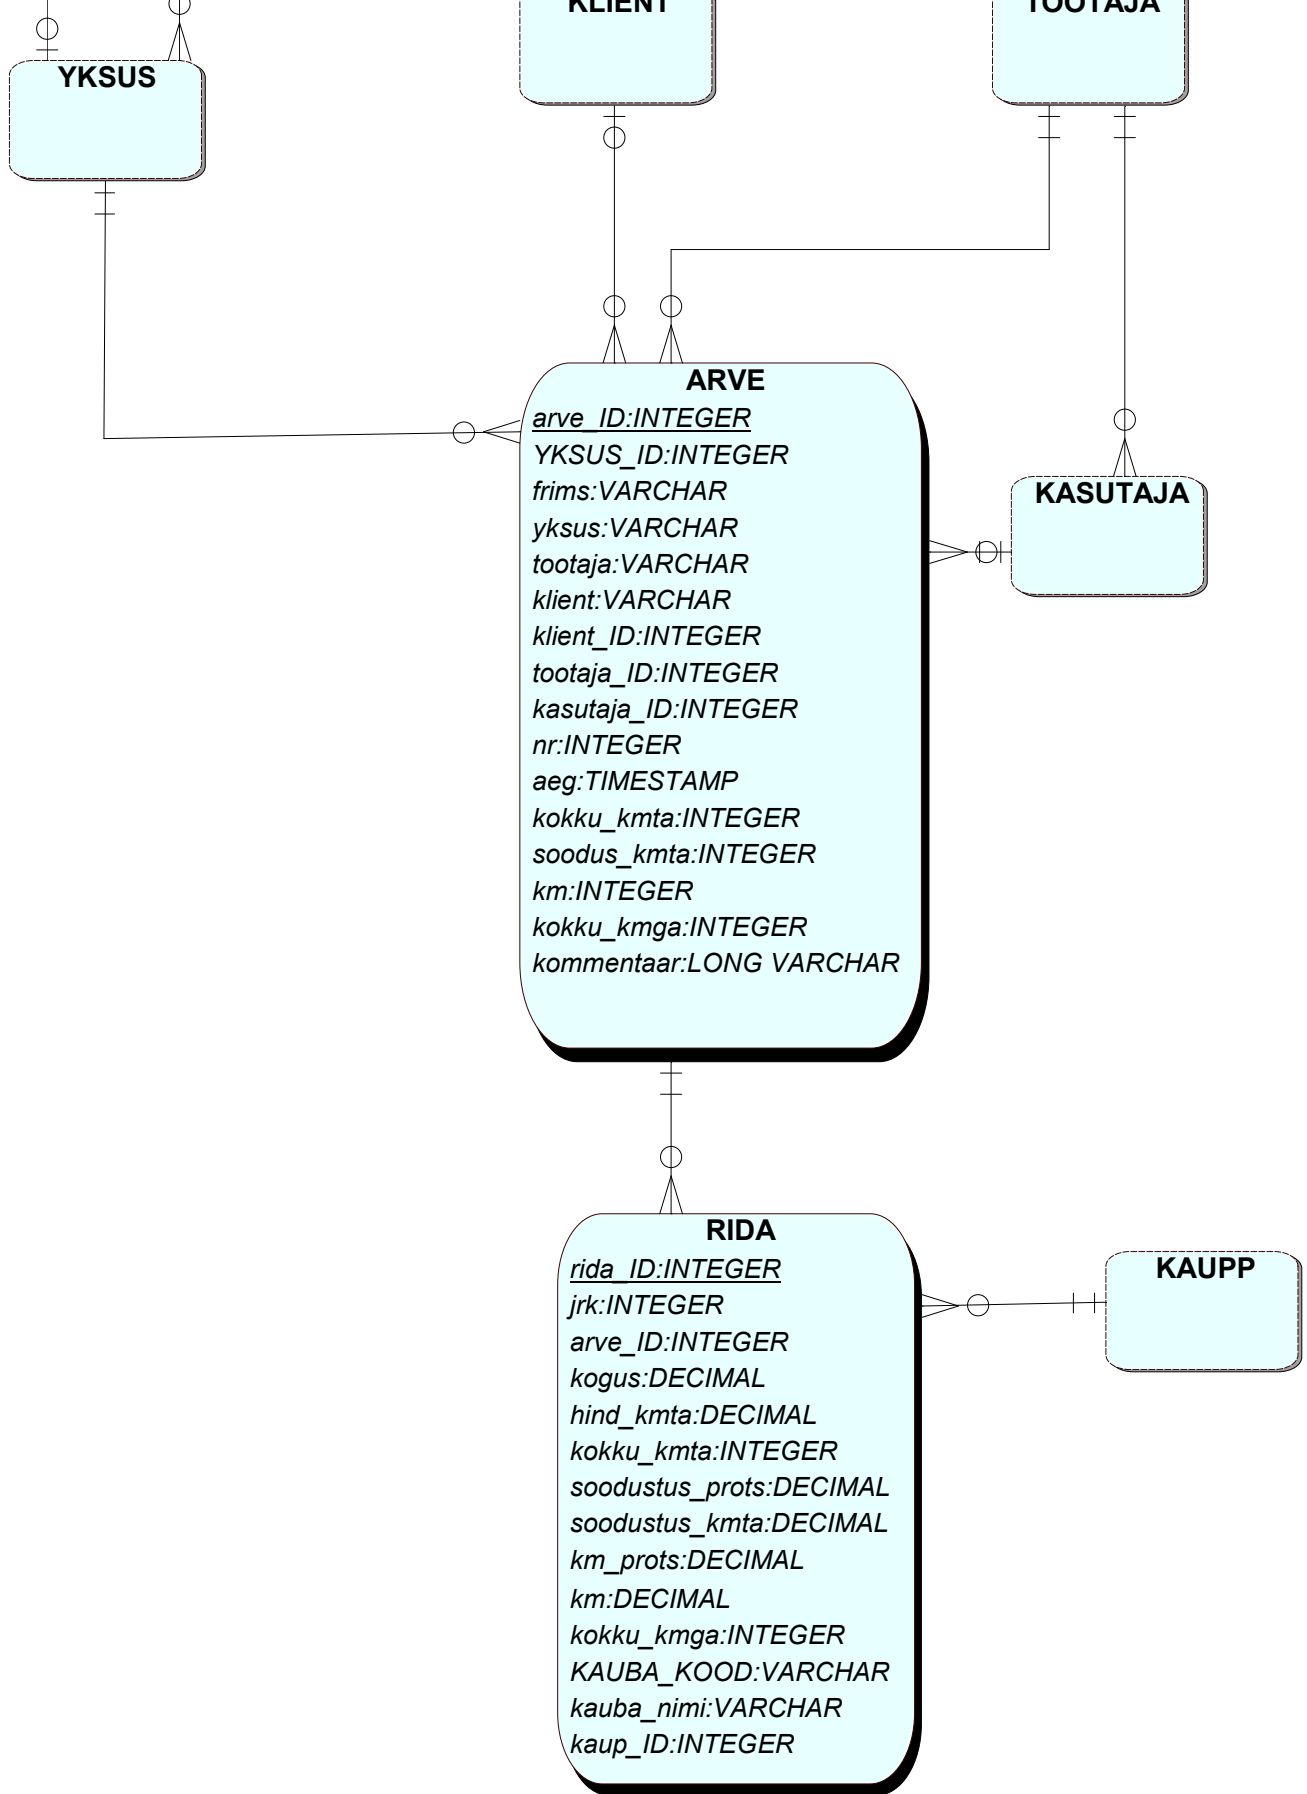 KLIENT
TOOTAJA
YKSUS
ARVE
arve_ID:INTEGER
YKSUS_ID:INTEGER
frims:VARCHAR
yksus:VARCHAR
tootaja:VARCHAR
klient:VARCHAR
klient_ID:INTEGER
tootaja_ID:INTEGER
kasutaja_ID:INTEGER
nr:INTEGER
aeg:TIMESTAMP
kokku_kmta:INTEGER
soodus_kmta:INTEGER
km:INTEGER
kokku_kmga:INTEGER
kommentaar:LONG VARCHAR
KASUTAJA
RIDA
rida_ID:INTEGER
jrk:INTEGER
arve_ID:INTEGER
kogus:DECIMAL
hind_kmta:DECIMAL
kokku_kmta:INTEGER
soodustus_prots:DECIMAL
soodustus_kmta:DECIMAL
km_prots:DECIMAL
km:DECIMAL
kokku_kmga:INTEGER
KAUBA_KOOD:VARCHAR
kauba_nimi:VARCHAR
kaup_ID:INTEGER
KAUPP